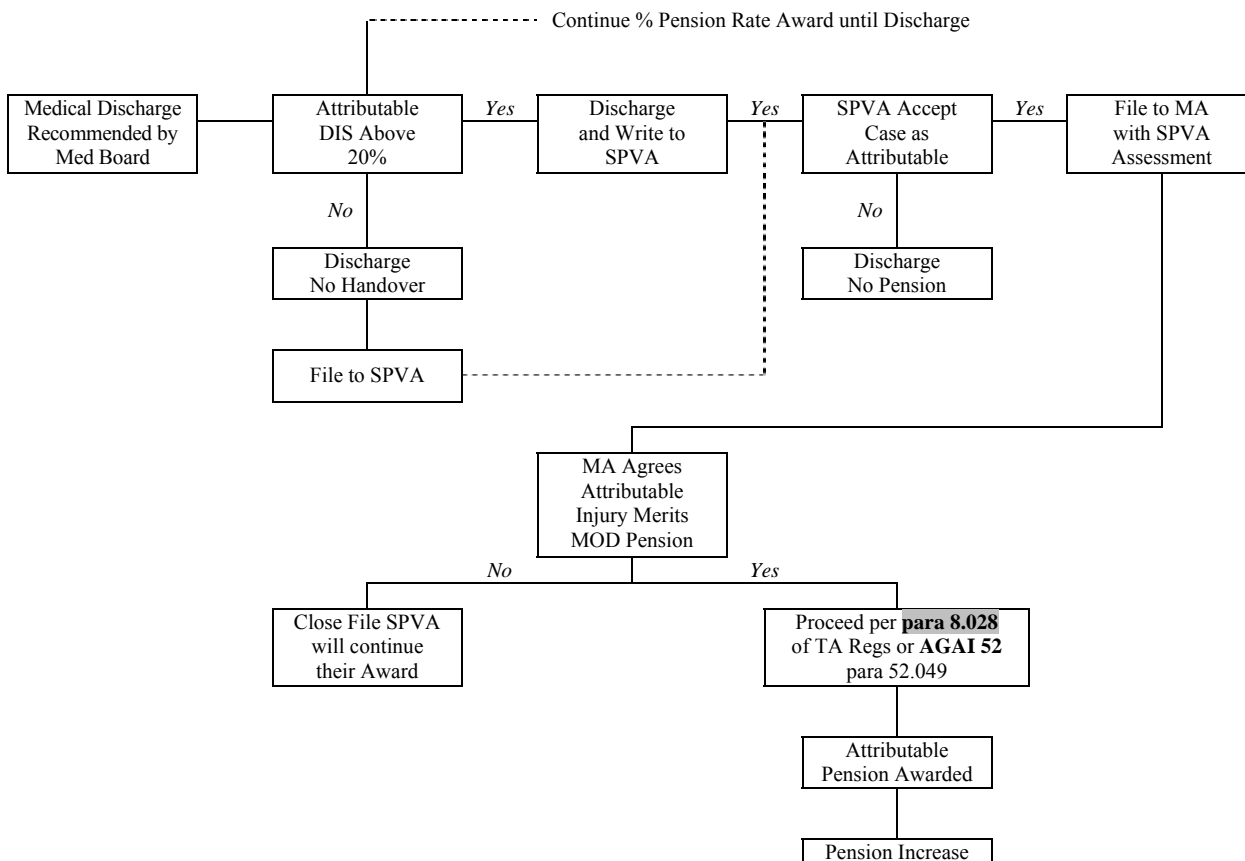 Continue % Pension Rate Award until Discharge
Medical Discharge
Recommended by
Med Board
Attributable
DIS Above
20%
Yes
Discharge
and Write to
SPVA
Yes
SPVA Accept
Case as
Attributable
Yes
File to MA
with SPVA
Assessment
No
No
Discharge
No Handover
Discharge
No Pension
File to SPVA
MA Agrees
Attributable
Injury Merits
MOD Pension
No
Yes
Close File SPVA
will continue
their Award
Proceed per para 8.028
of TA Regs or AGAI 52
para 52.049
Attributable
Pension Awarded
Pension Increase